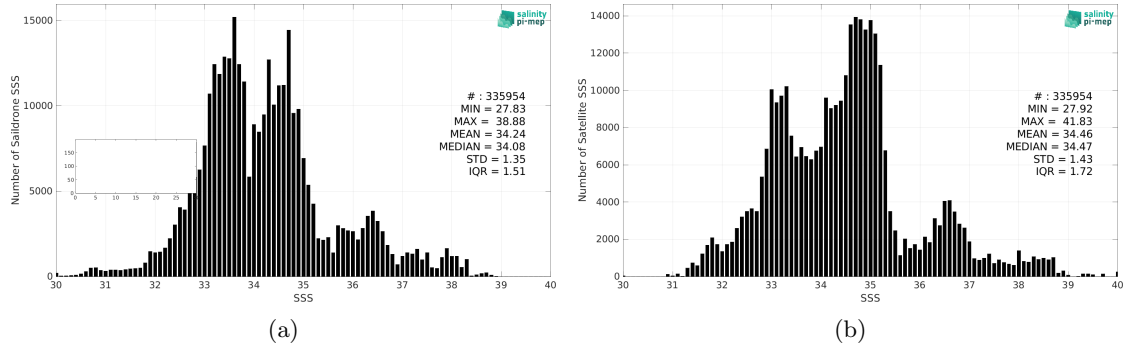 salinity
pi-mep
15000
10000
5000
0
Number of Saildrone SSS
# : 335954
MIN = 27.83
MAX = 38.88
MEAN = 34.24
MEDIAN = 34.08
STD = 1.35
IQR = 1.51
150
100
50
0
0 5 10 15 20 25
30 31 32 33 34 35 36 37 38 39 40
SSS
(a)
salinity
pi-mep
14000
12000
10000
8000
6000
4000
2000
0
Number of Satellite SSS
# : 335954
MIN = 27.92
MAX = 41.83
MEAN = 34.46
MEDIAN = 34.47
STD = 1.43
IQR = 1.72
30 31 32 33 34 35 36 37 38 39 40
SSS
(b)